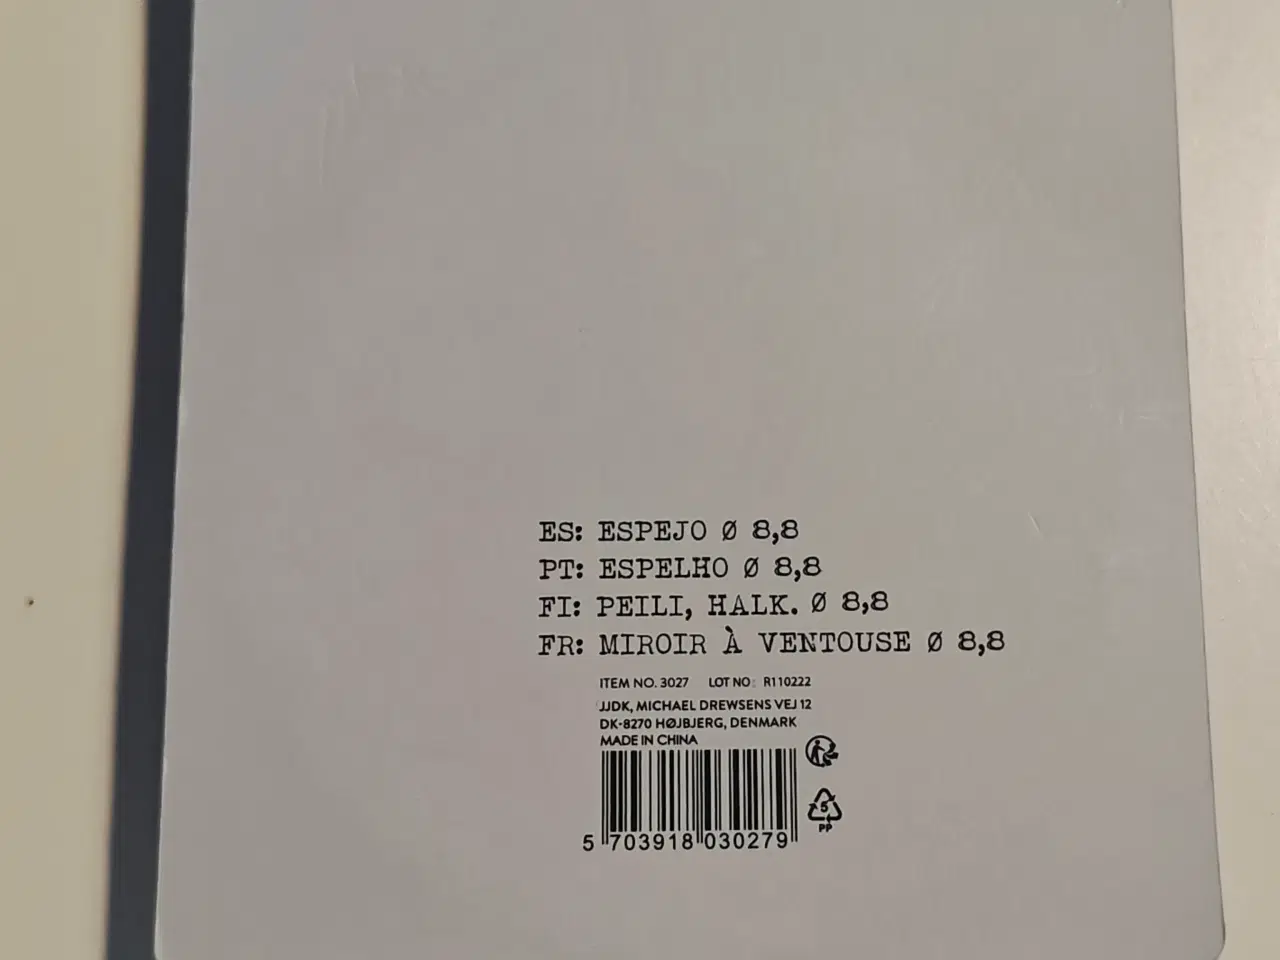 ES: ESPEJO Ø 8,8
PT: ESPELHO Ø 8,8
FI: PEILI, HALK. Ø 8,8
FR: MIROIR À VENTOUSE Ø 8,8
ITEM NO. 3027 LOT NO: R110222
JJDK, MICHAEL DREWSENS VEJ 12
DK-8270 HØJBJERG, DENMARK
MADE IN CHINA
5
PP
5 703918 030279